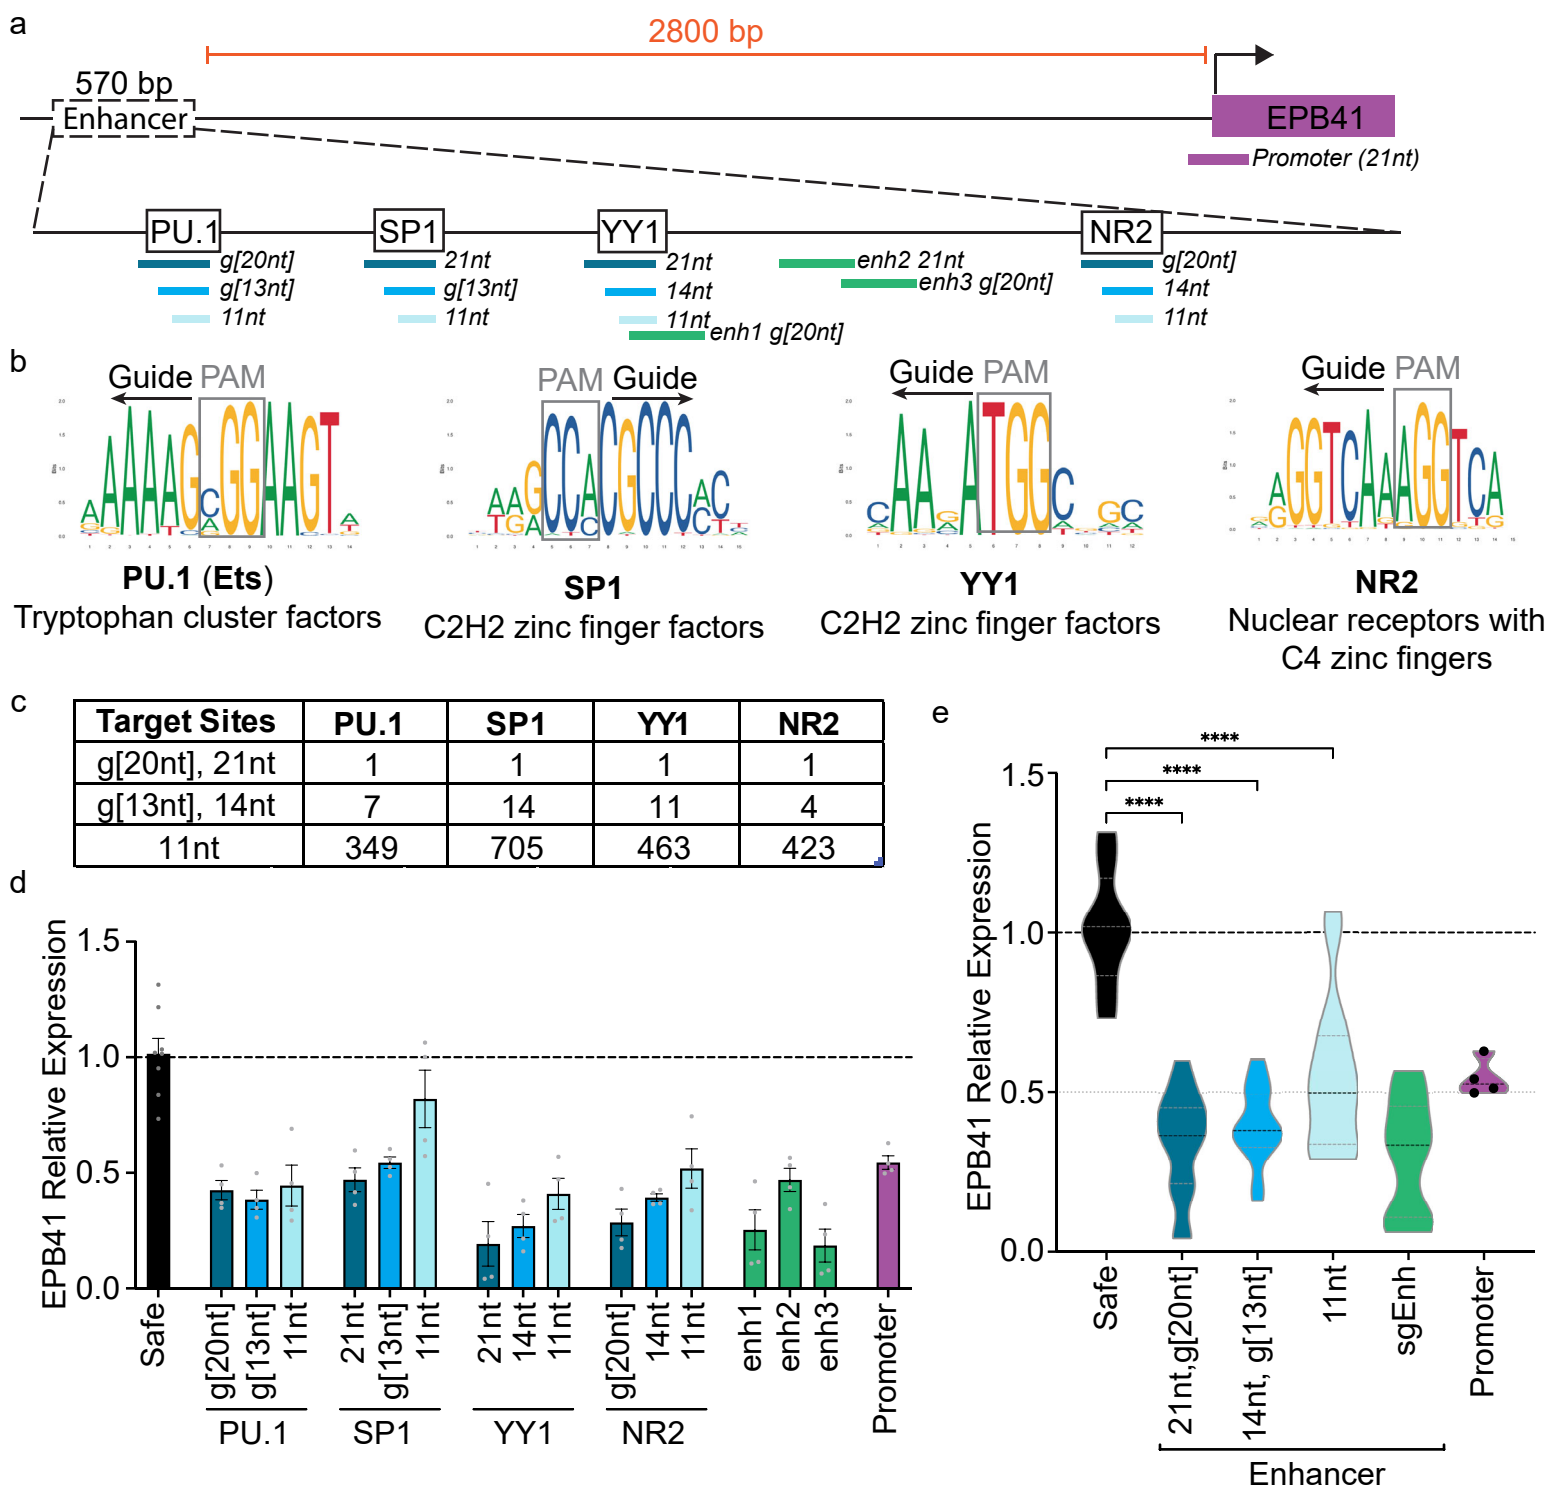 a
2800 bp
570 bp
Enhancer
EPB41
Promoter (21nt)
PU.1 SP1 YY1 NR2
g[20nt] 21nt 21nt enh2 21nt g[20nt]
g[13nt] g[13nt] 14nt enh3 g[20nt] 14nt
11nt 11nt 11nt 11nt
enh1 g[20nt]
b
Guide PAM PAM Guide Guide PAM Guide PAM
PU.1 (Ets) SP1 YY1 NR2
Tryptophan cluster factors C2H2 zinc finger factors C2H2 zinc finger factors Nuclear receptors with
C4 zinc fingers
c
Target Sites PU.1 SP1 YY1 NR2
g[20nt], 21nt 1 1 1 1
g[13nt], 14nt 7 14 11 4
11nt 349 705 463 423
d
EPB41 Relative Expression
1.5
1.0
0.5
0.0
Safe g[20nt] g[13nt] 11nt 21nt g[13nt] 11nt 21nt 14nt 11nt g[20nt] 14nt 11nt enh1 enh2 enh3 Promoter
PU.1 SP1 YY1 NR2
e
EPB41 Relative Expression
****
****
****
1.5
1.0
0.5
0.0
Safe 21nt,g[20nt] 14nt, g[13nt] 11nt sgEnh Promoter
Enhancer